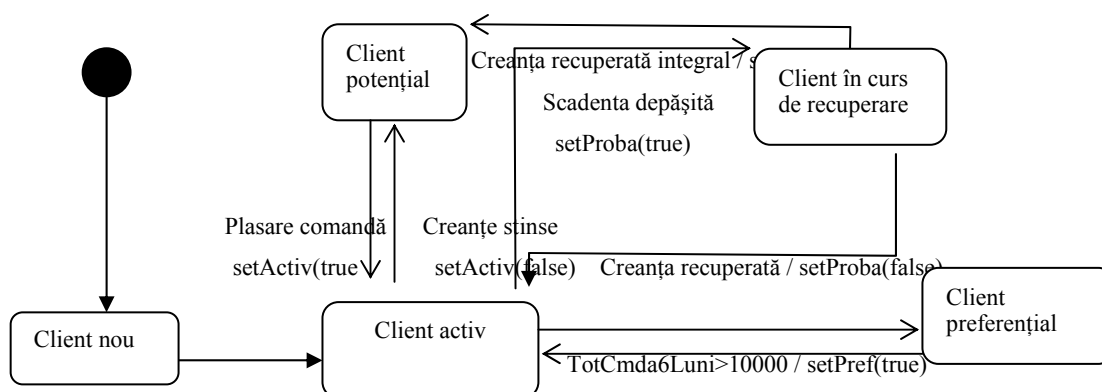 Client
potențial
Creanța recuperată integral / s
Client în curs
de recuperare
Scadenta depăşită
setProba(true)
Plasare comandă
setActiv(true
Creanțe stinse
setActiv(false)
Creanța recuperată / setProba(false)
Client
preferențial
Client nou
Client activ
TotCmda6Luni>10000 / setPref(true)